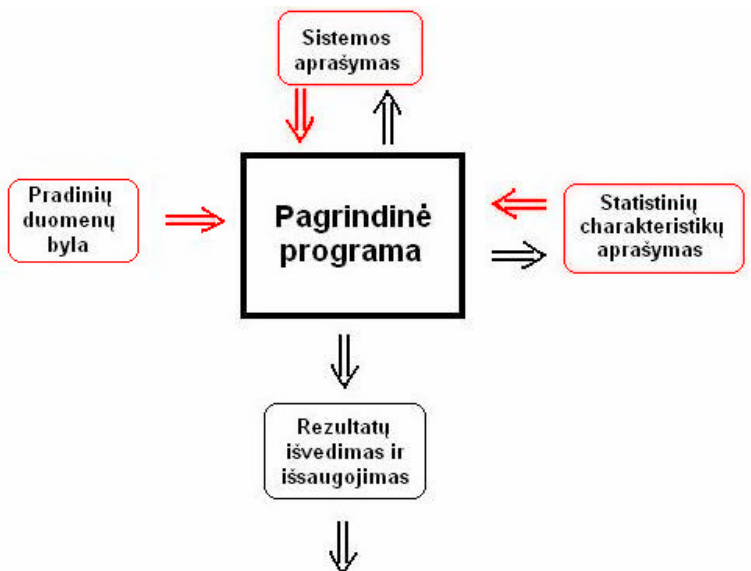 Sistemos
aprašymas
Pradinių
duomenų
byla
Pagrindinė
programa
Statistinių
charakteristikų
aprašymas
Rezultatų
išvedimas ir
išsaugojimas